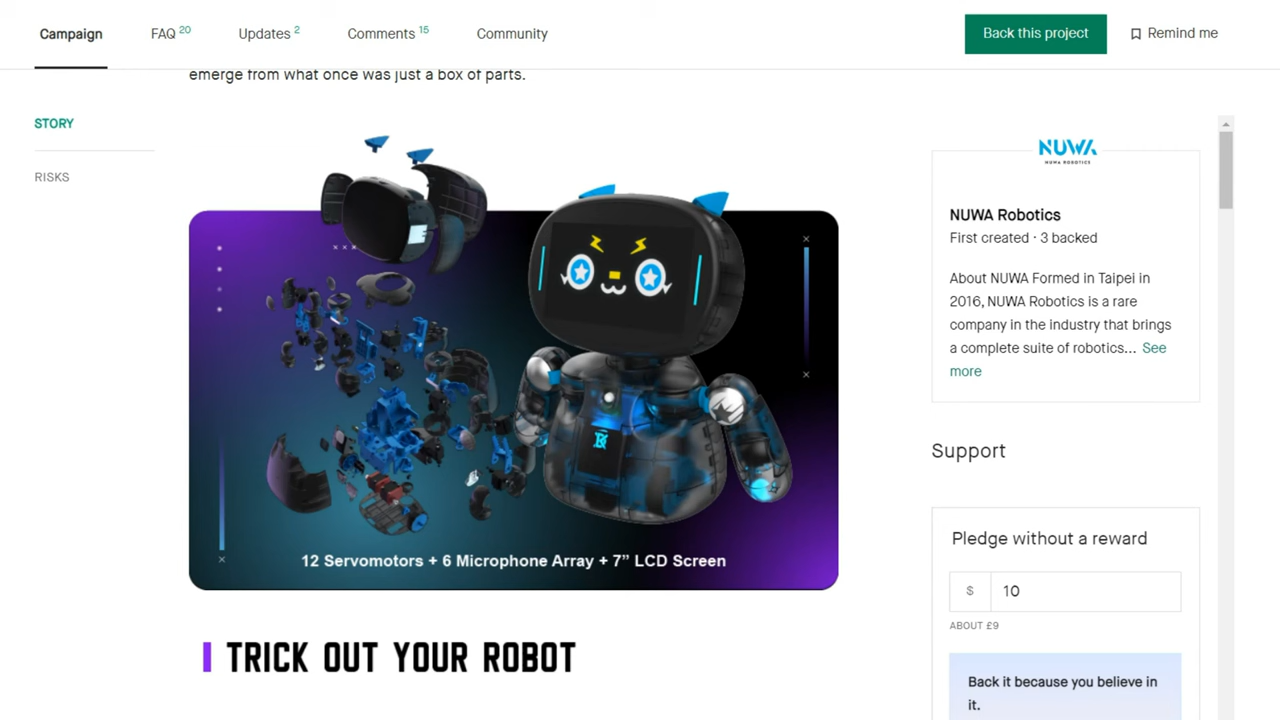 Campaign
FAQ 20
Updates 2
Comments 15
Community
Back this project
Remind me
emerge from what once was just a box of parts.
STORY
RISKS
12 Servomotors + 6 Microphone Array + 7” LCD Screen
TRICK OUT YOUR ROBOT
NUWA
NUWA ROBOTICS
NUWA Robotics
First created · 3 backed
About NUWA Formed in Taipei in
2016, NUWA Robotics is a rare
company in the industry that brings
a complete suite of robotics... See
more
Support
Pledge without a reward
$ 10
ABOUT £9
Back it because you believe in
it.